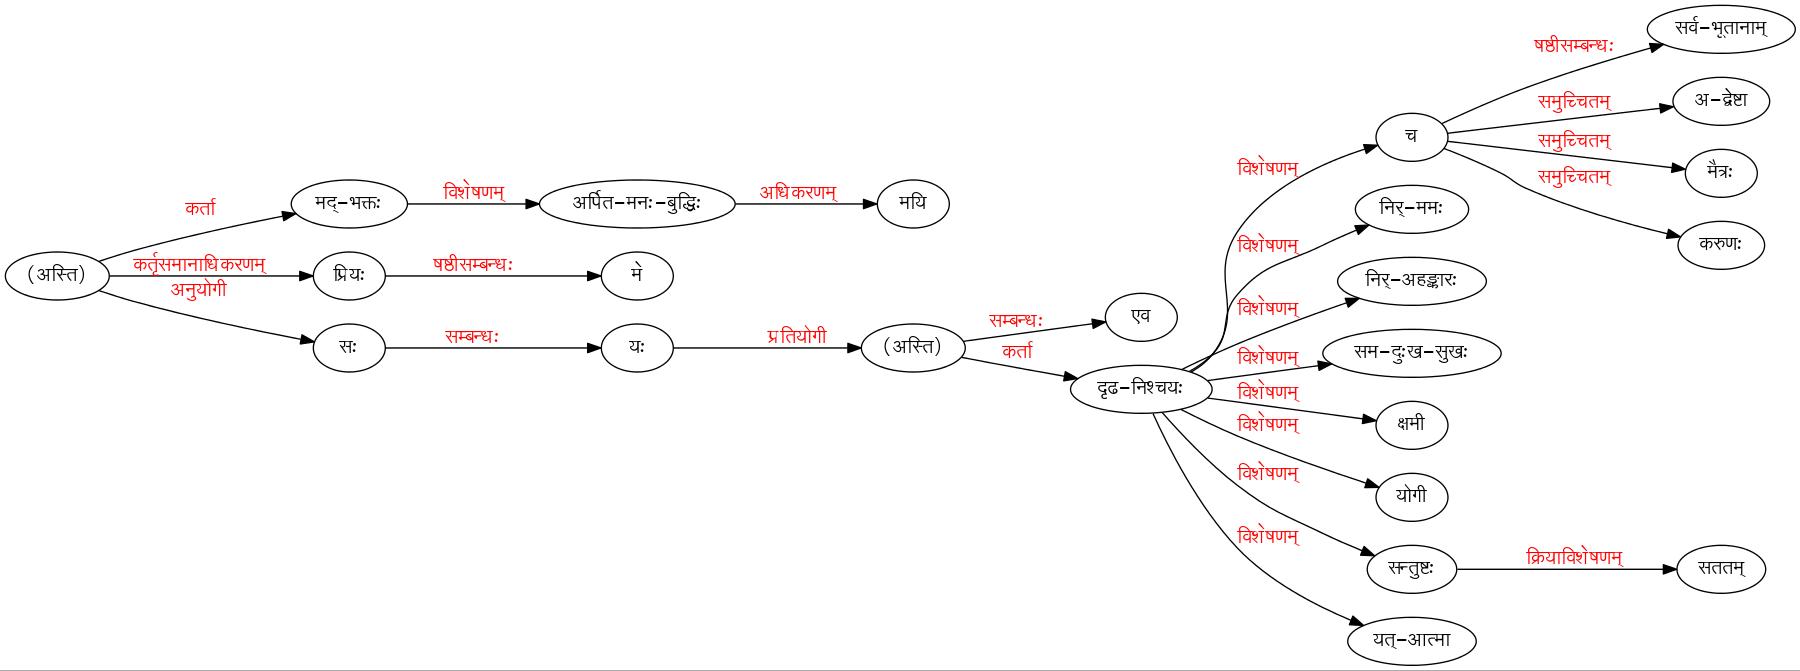 सर्व-भूतानाम्
षष्ठीसम्बन्धः
समुच्चितम्
अ-द्वेष्टा
च
समुच्चितम्
मैत्रः
विशेषणम्
समुच्चितम्
करुणः
कर्ता
मद्-भक्तः
विशेषणम्
अर्पित-मनः-बुद्धिः
अधिकरणम्
मयि
निर्-ममः
विशेषणम्
(अस्ति)
कर्तृसमानाधिकरणम्
प्रियः
षष्ठीसम्बन्धः
मे
निर्-अहङ्कारः
अनुयोगी
विशेषणम्
सः
सम्बन्धः
यः
प्रतियोगी
(अस्ति)
सम्बन्धः
एव
कर्ता
दृढ-निश्चयः
विशेषणम्
सम-दुःख-सुखः
विशेषणम्
क्षमी
विशेषणम्
योगी
विशेषणम्
सन्तुष्टः
क्रियाविशेषणम्
सततम्
विशेषणम्
यत्-आत्मा